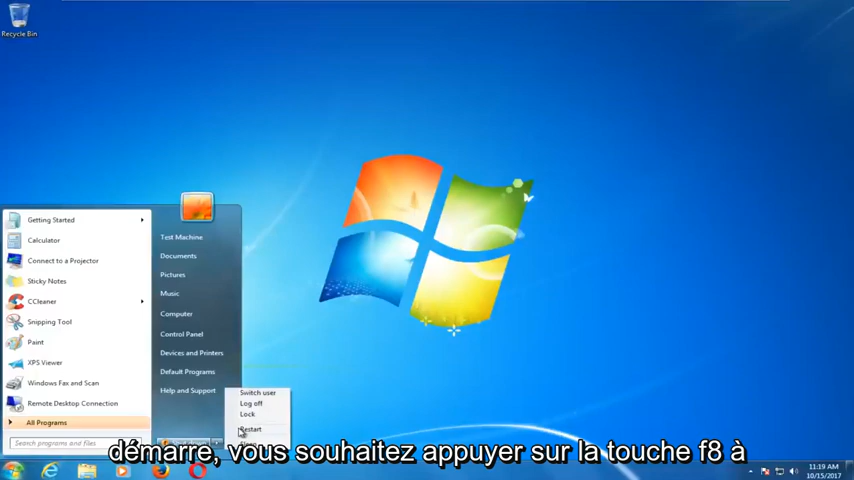 Recycle Bin
Getting Started
Calculator
Connect to a Projector
Sticky Notes
CCleaner
Snipping Tool
Paint
XPS Viewer
Windows Fax and Scan
Remote Desktop Connection
All Programs
Search programs and files
Test Machine
Documents
Pictures
Music
Computer
Control Panel
Devices and Printers
Default Programs
Help and Support
Switch user
Log off
Lock
Restart
démarre, vous souhaitez appuyer sur la touche f8 à
11:19 AM
10/15/2017